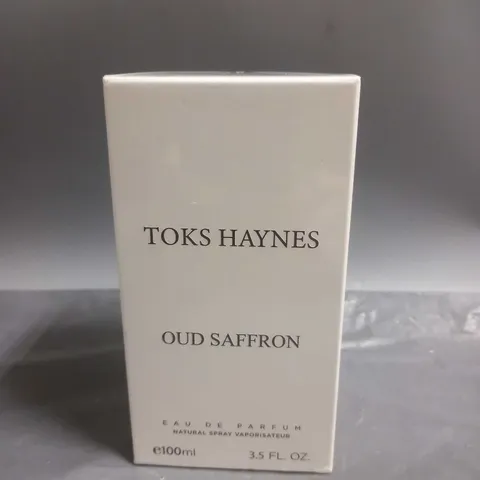 TOKS HAYNES
OUD SAFFRON
EAU DE PARFUM
NATURAL SPRAY VAPORISATEUR
℮100ml 3.5 FL. OZ.